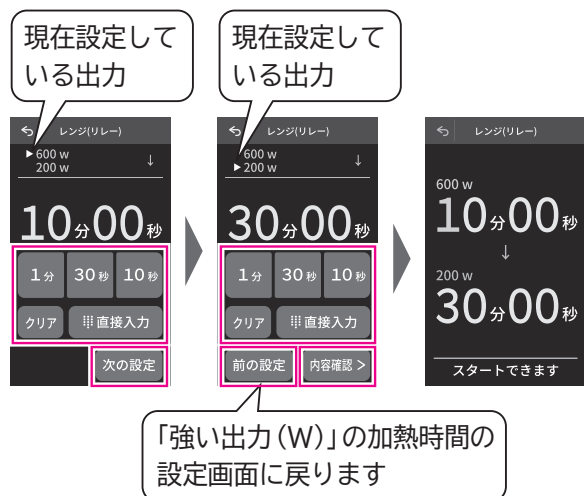 現在設定して
いる出力
現在設定して
いる出力
レンジ(リレー)
▶600 w
200 w
↓
10分00秒
1分 30秒 10秒
クリア 直接入力
次の設定
レンジ(リレー)
600 w
▶200 w
↓
30分00秒
1分 30秒 10秒
クリア 直接入力
前の設定 内容確認 >
レンジ(リレー)
600 w
10分00秒
↓
200 w
30分00秒
スタートできます
「強い出力(W)」の加熱時間の
設定画面に戻ります